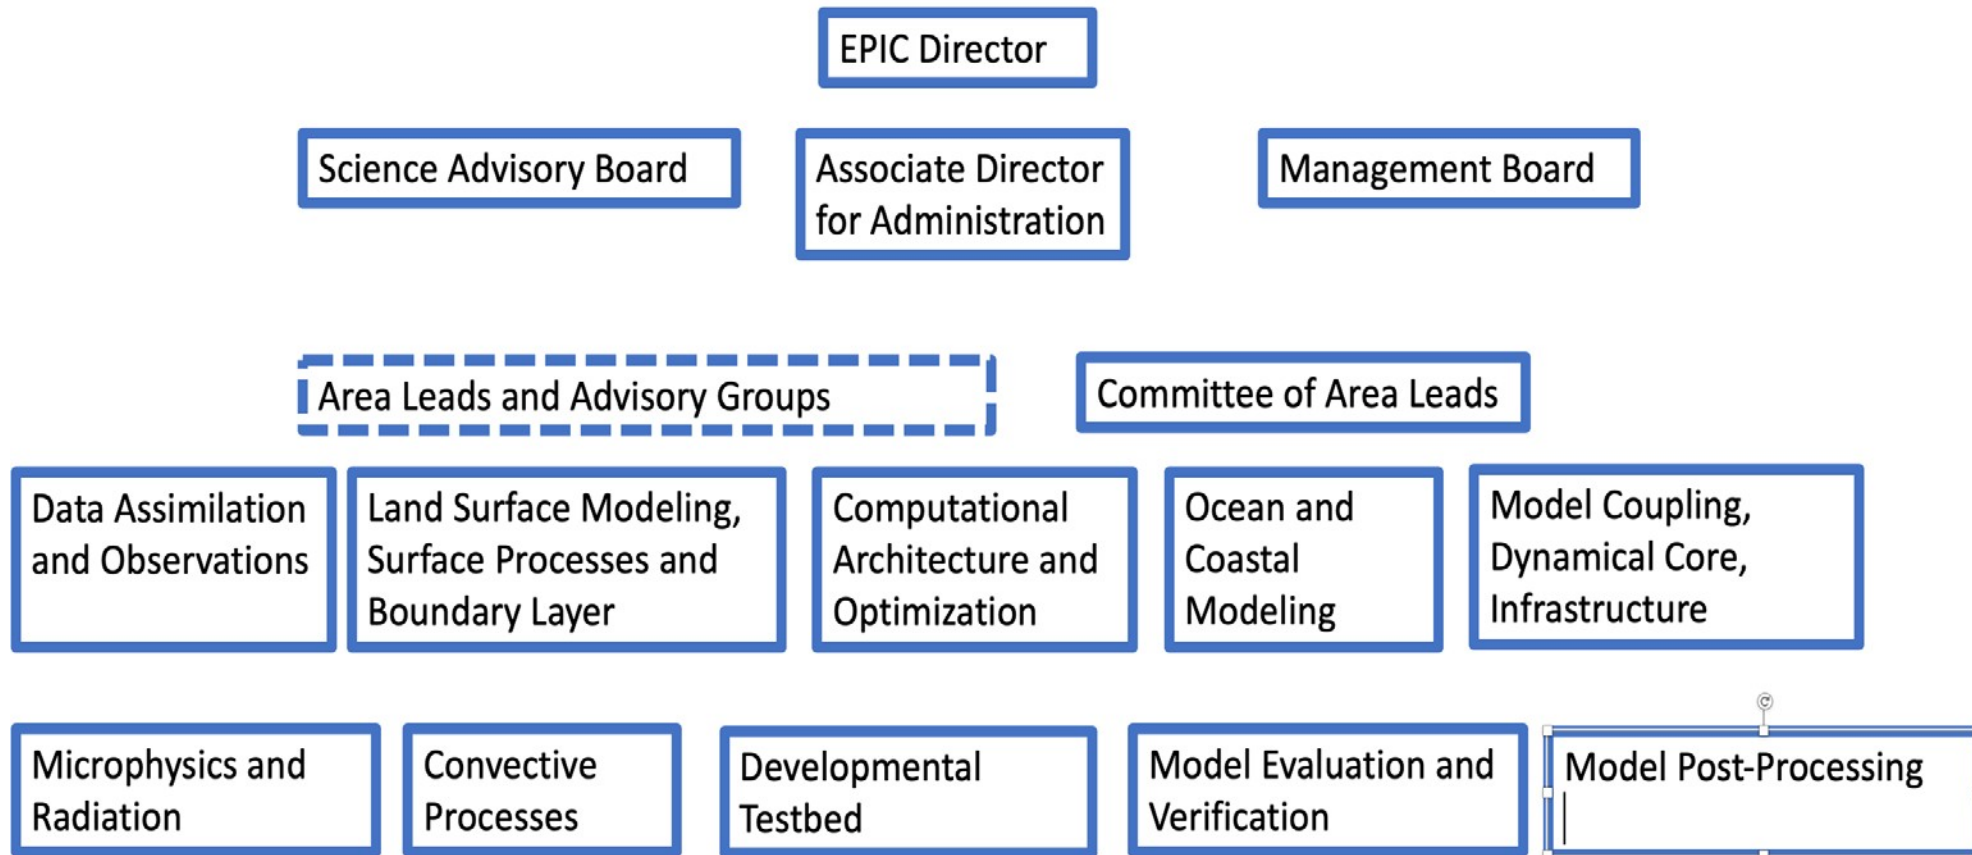 EPIC Director
Science Advisory Board
Associate Director
for Administration
Management Board
Area Leads and Advisory Groups
Committee of Area Leads
Data Assimilation
and Observations
Land Surface Modeling,
Surface Processes and
Boundary Layer
Computational
Architecture and
Optimization
Ocean and
Coastal
Modeling
Model Coupling,
Dynamical Core,
Infrastructure
Microphysics and
Radiation
Convective
Processes
Developmental
Testbed
Model Evaluation and
Verification
Model Post-Processing